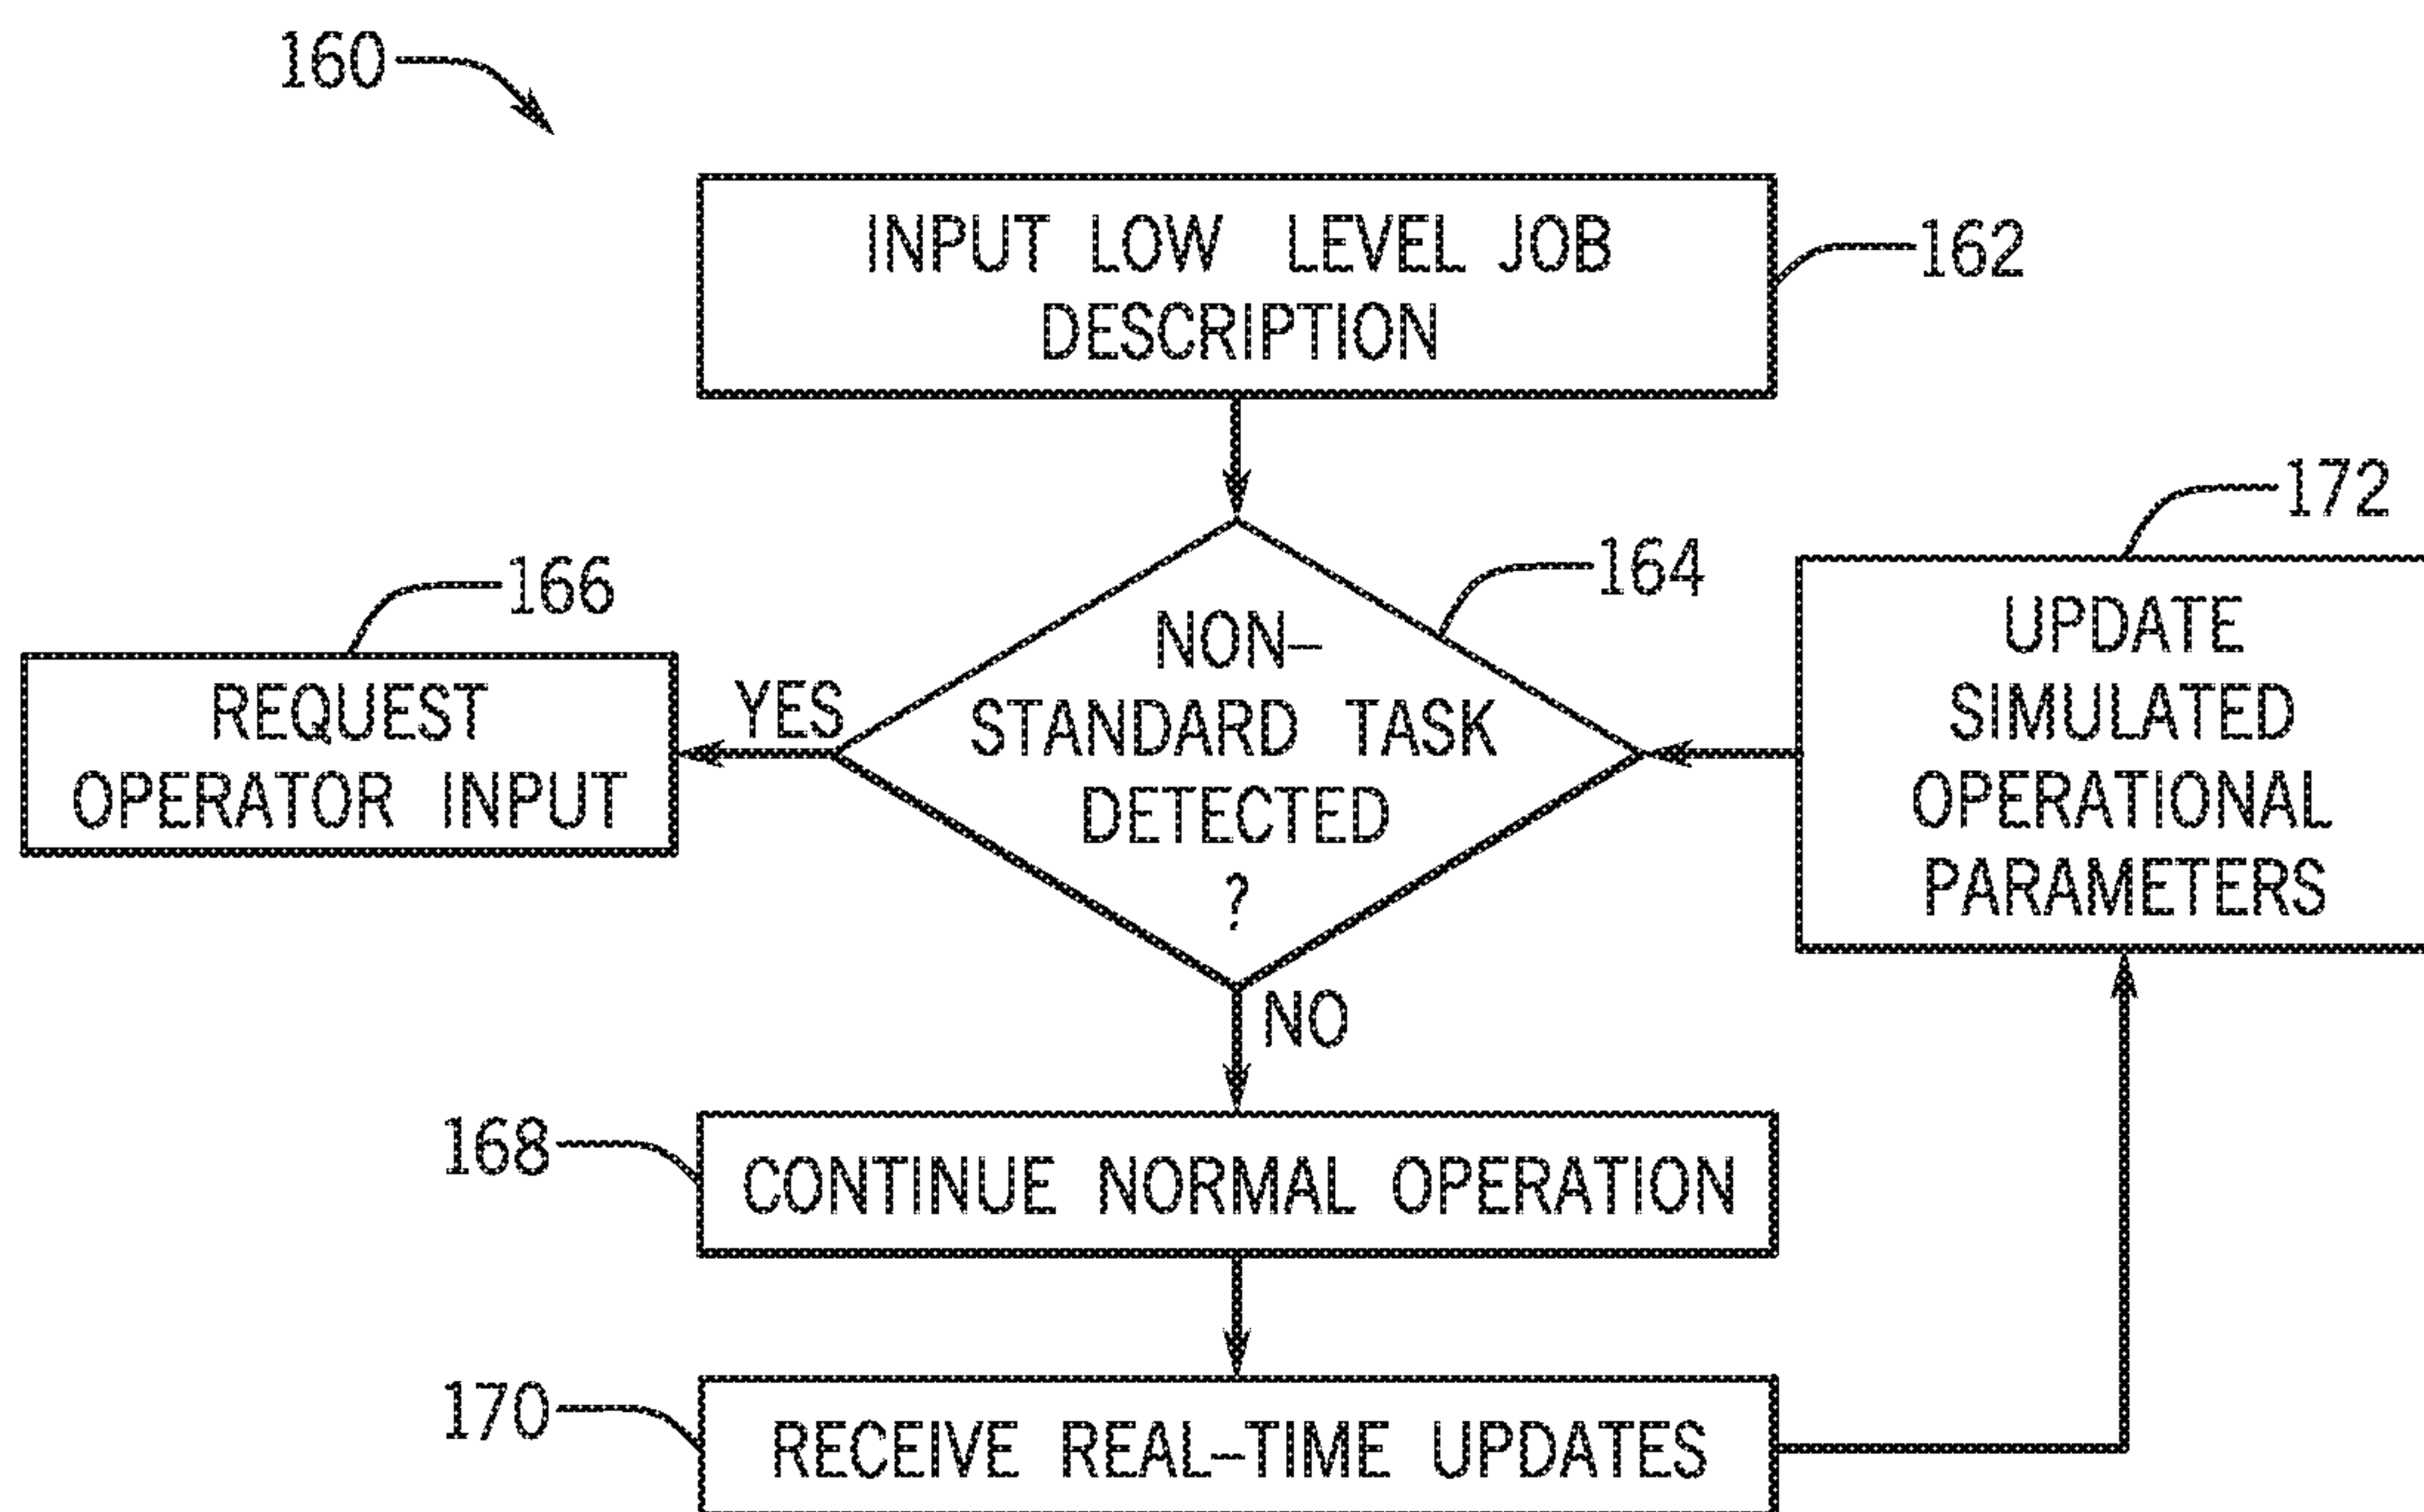 160
INPUT LOW LEVEL JOB
DESCRIPTION
162
172
164
166
NON-
STANDARD TASK
DETECTED
?
REQUEST
OPERATOR INPUT
YES
UPDATE
SIMULATED
OPERATIONAL
PARAMETERS
NO
168
CONTINUE NORMAL OPERATION
170
RECEIVE REAL-TIME UPDATES